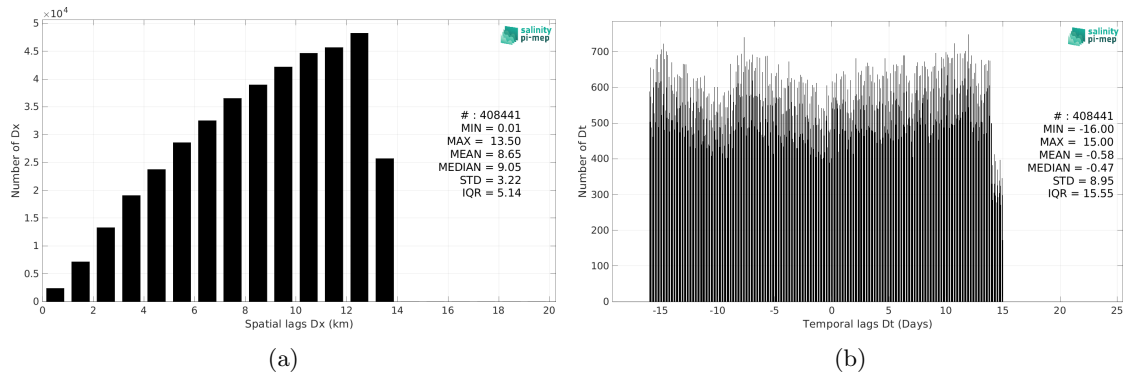 ×10⁴
5
4.5
4
3.5
3
2.5
2
1.5
1
0.5
0
Number of Dx
salinity
pi-mep
# : 408441
MIN = 0.01
MAX = 13.50
MEAN = 8.65
MEDIAN = 9.05
STD = 3.22
IQR = 5.14
0 2 4 6 8 10 12 14 16 18 20
Spatial lags Dx (km)
(a)
700
600
500
400
300
200
100
0
Number of Dt
salinity
pi-mep
# : 408441
MIN = -16.00
MAX = 15.00
MEAN = -0.58
MEDIAN = -0.47
STD = 8.95
IQR = 15.55
-15 -10 -5 0 5 10 15 20 25
Temporal lags Dt (Days)
(b)